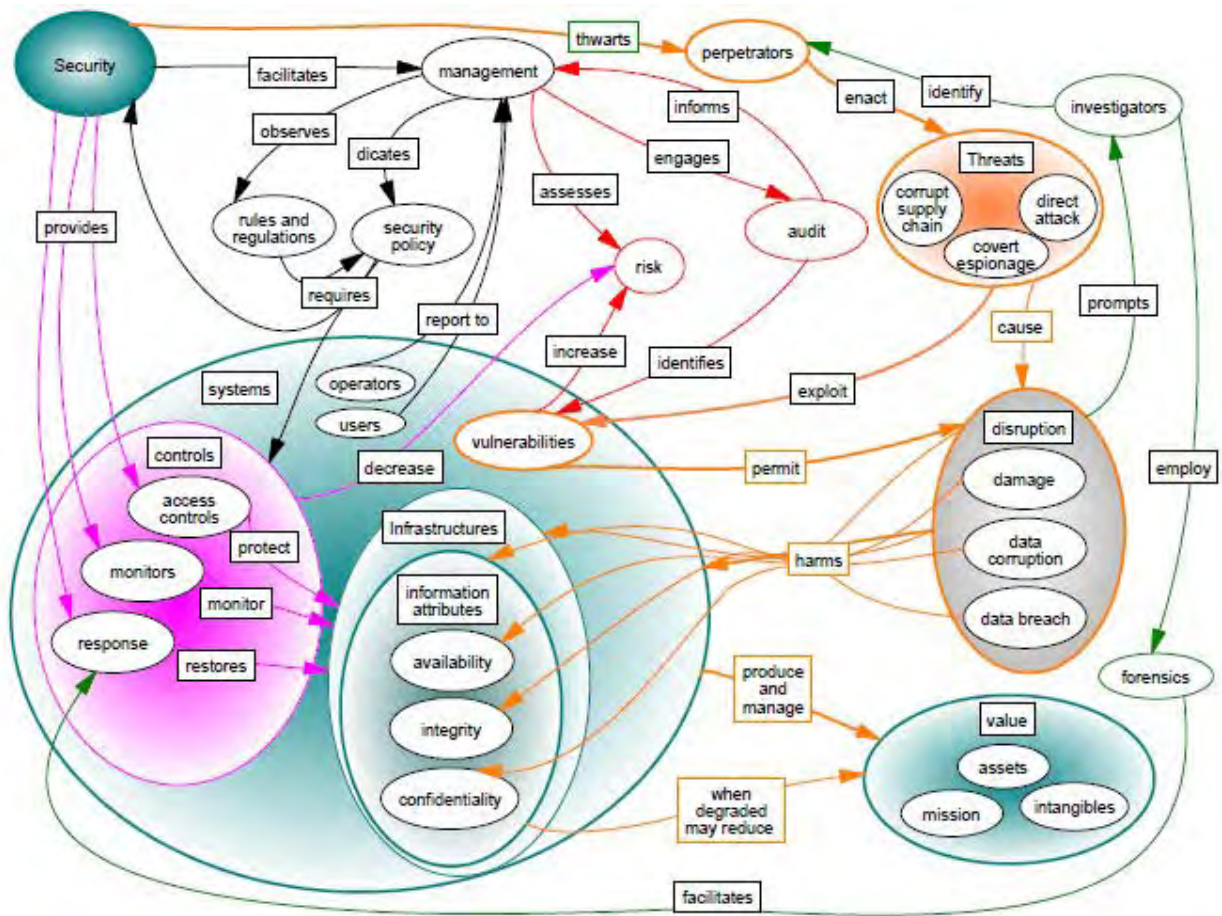 Security
thwarts
perpetrators
facilitates
management
identify
investigators
informs
enact
observes
dicates
engages
Threats
corrupt
supply
chain
direct
attack
covert
espionage
assesses
provides
rules and
regulations
security
policy
audit
risk
requires
report to
prompts
cause
increase
identifies
systems
operators
users
exploit
vulnerabilities
disruption
controls
decrease
permit
employ
damage
access
controls
Infrastructures
protect
harms
data
corruption
monitors
information
attributes
monitor
data breach
response
restores
availability
produce
and
manage
forensics
integrity
value
assets
confidentiality
when
degraded
may reduce
mission
intangibles
facilitates